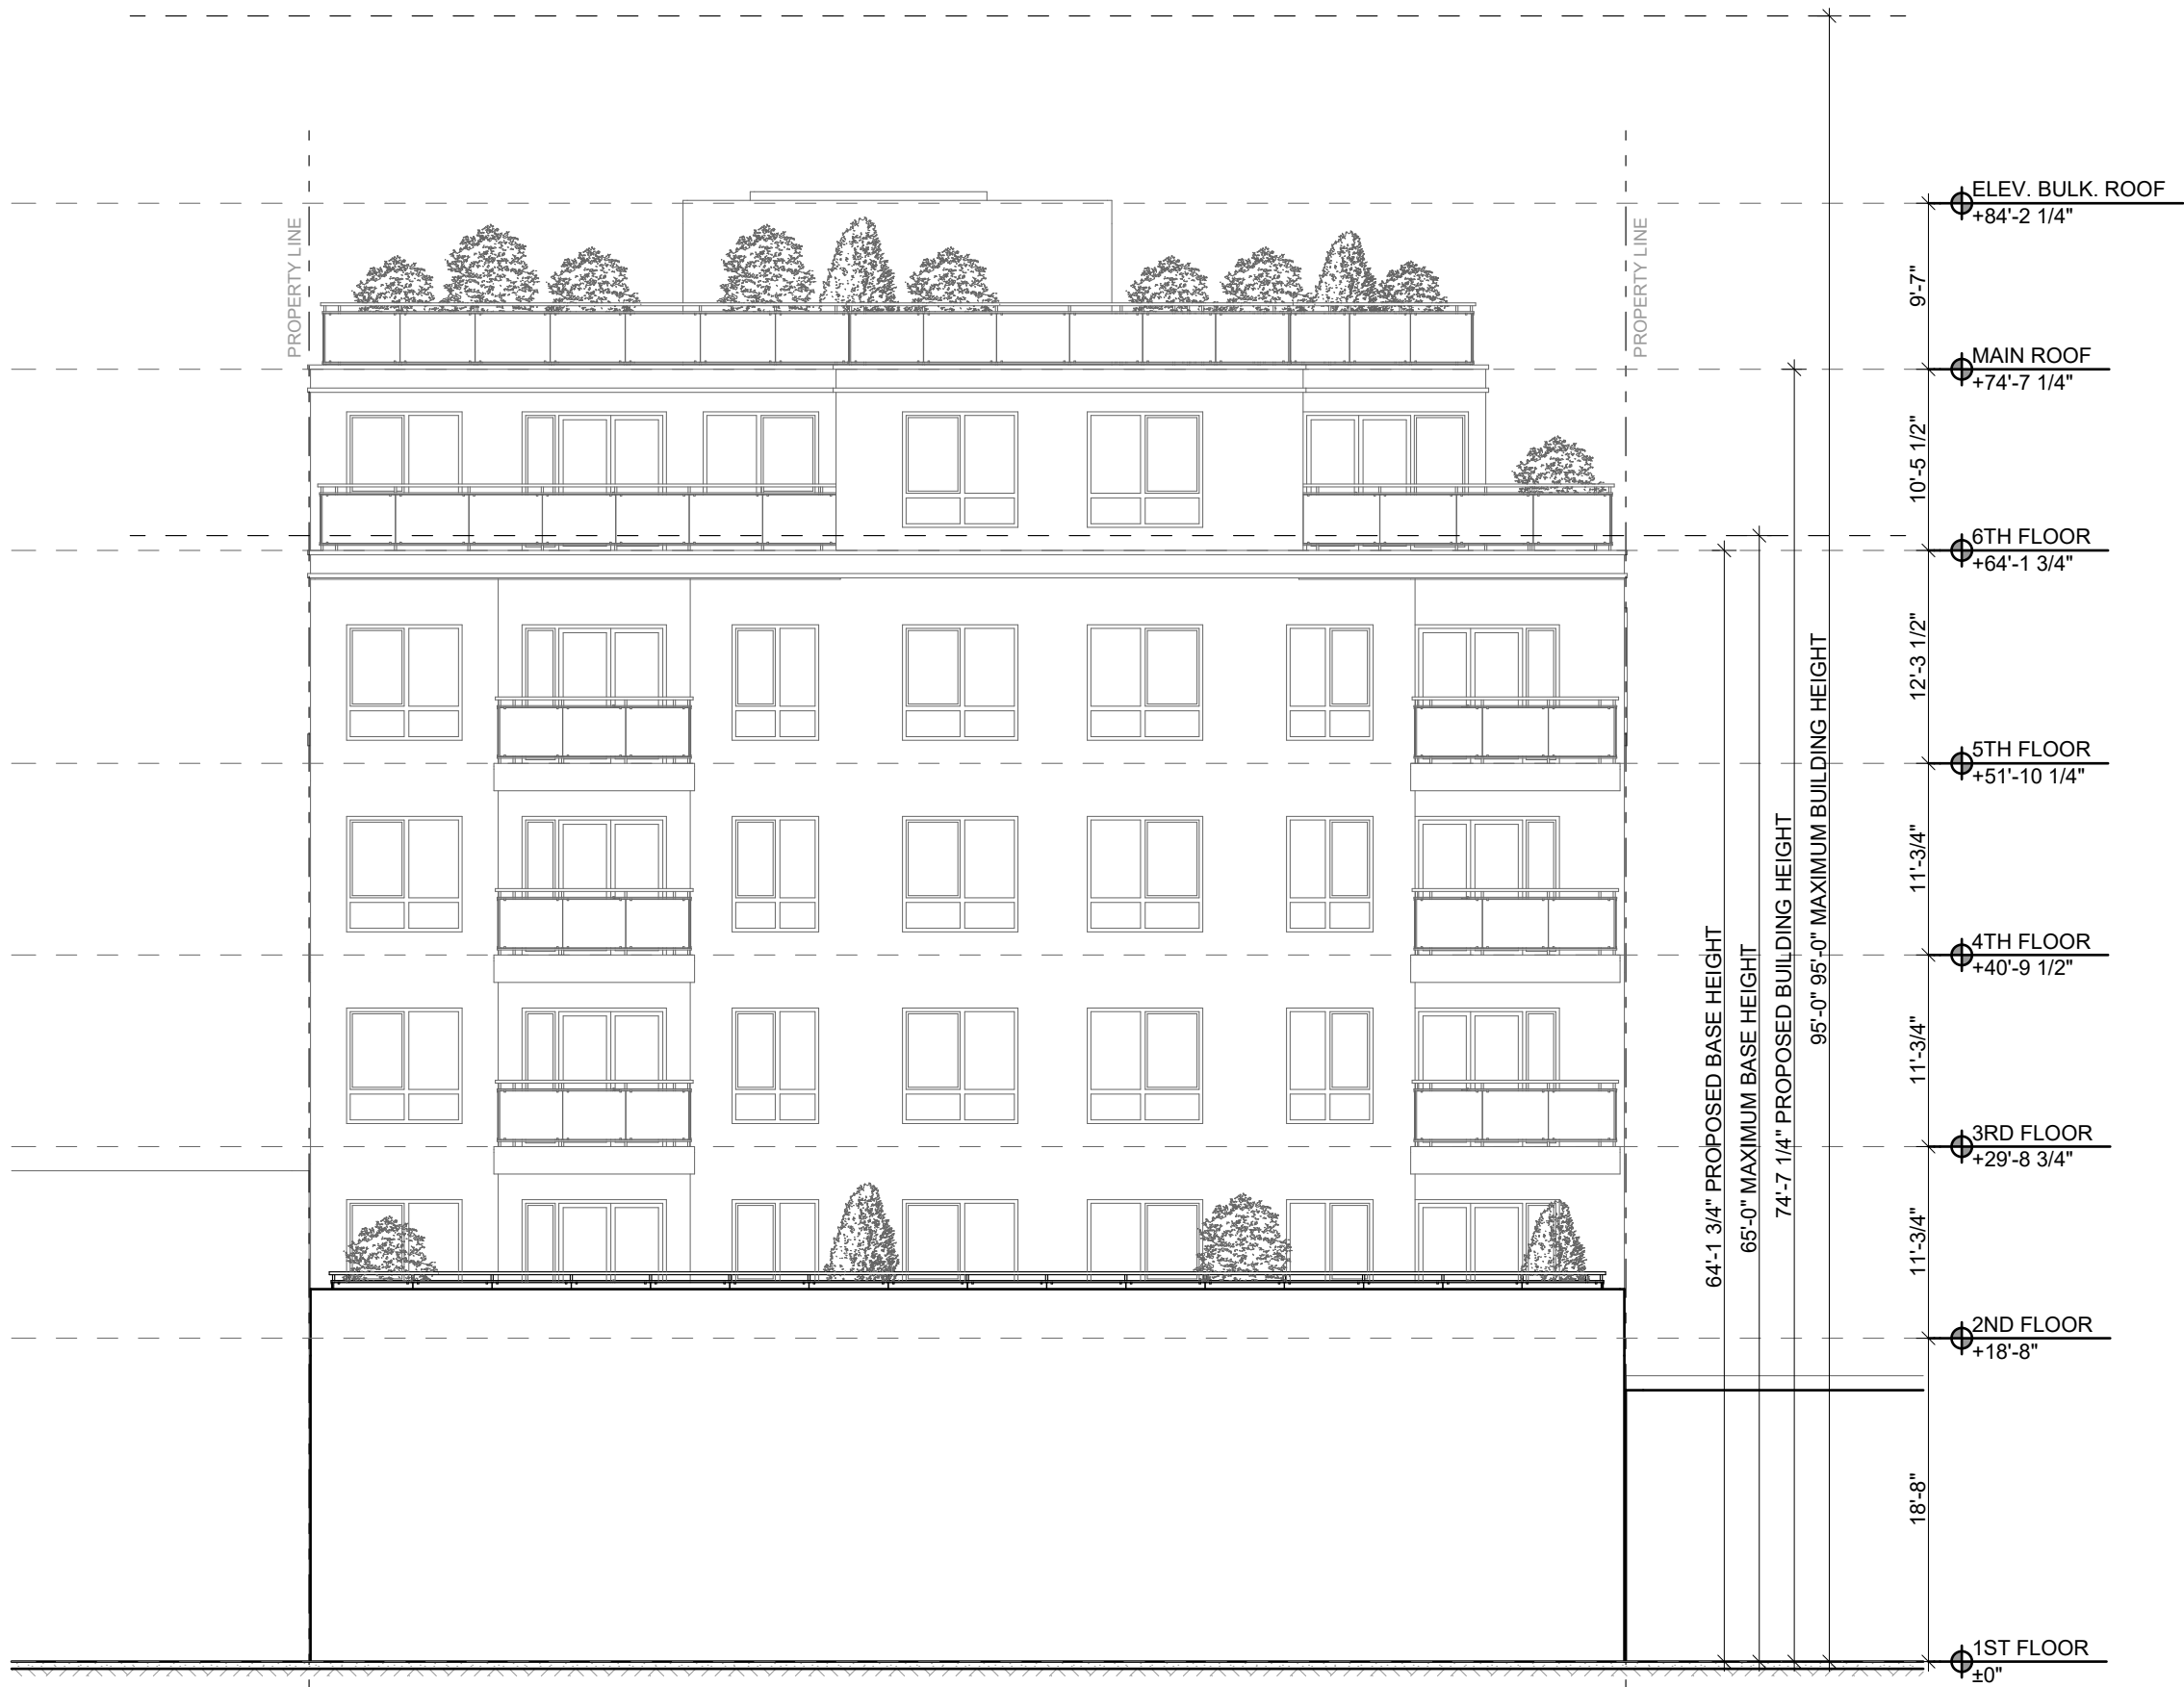 ELEV. BULK. ROOF
+84'-2 1/4"
PROPERTY LINE
PROPERTY LINE
9'-7"
MAIN ROOF
+74'-7 1/4"
10'-5 1/2"
6TH FLOOR
+64'-1 3/4"
12'-3 1/2"
5TH FLOOR
+51'-10 1/4"
11'-3/4"
4TH FLOOR
+40'-9 1/2"
11'-3/4"
3RD FLOOR
+29'-8 3/4"
11'-3/4"
2ND FLOOR
+18'-8"
18'-8"
1ST FLOOR
±0"
64'-1 3/4" PROPOSED BASE HEIGHT
65'-0" MAXIMUM BASE HEIGHT
74'-7 1/4" PROPOSED BUILDING HEIGHT
95'-0" 95'-0" MAXIMUM BUILDING HEIGHT